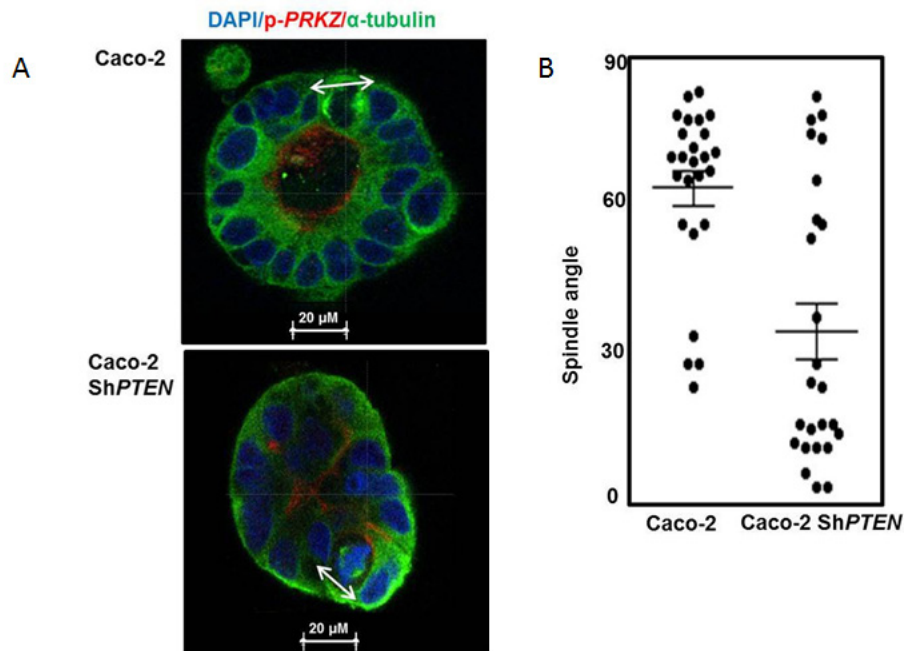 DAPI/p-PRKZ/α-tubulin
A
Caco-2
20 µM
Caco-2
ShPTEN
20 µM
B
90
60
30
0
Spindle angle
Caco-2 Caco-2 ShPTEN